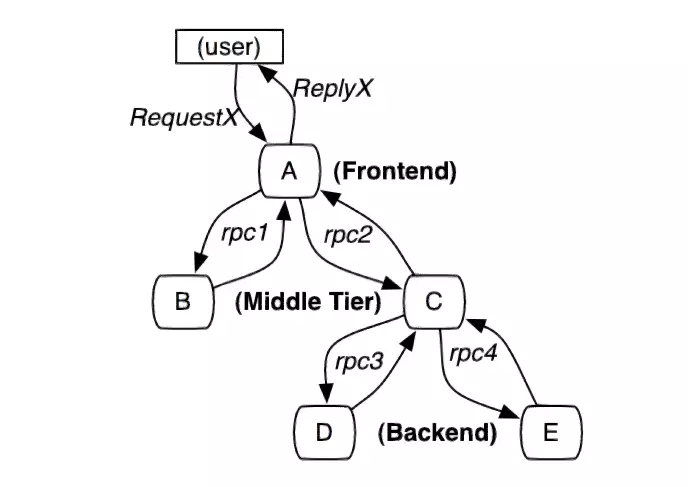 (user)
ReplyX
RequestX
A (Frontend)
rpc1 rpc2
B (Middle Tier) C
rpc3 rpc4
D (Backend) E